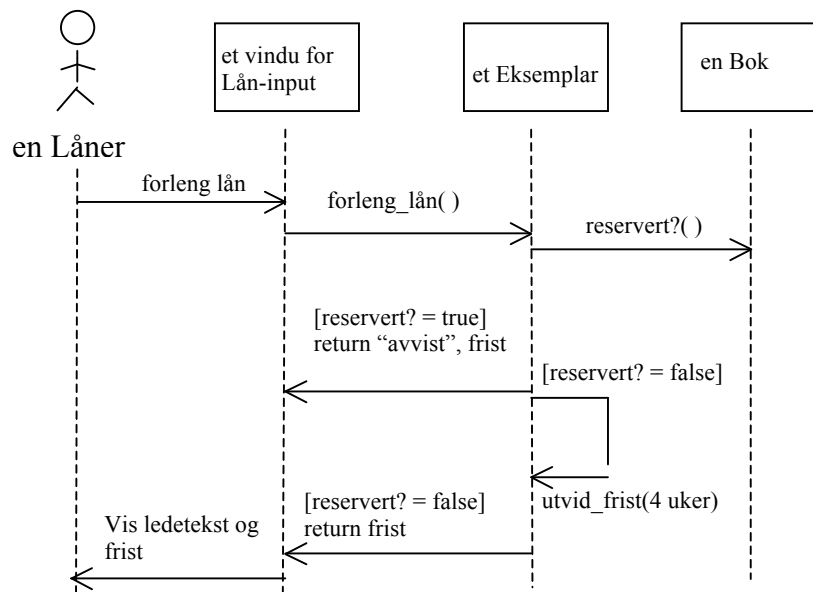 et vindu for
Lån-input
et Eksemplar
en Bok
en Låner
forleng lån
forleng_lån( )
reservert?( )
[reservert? = true]
return “avvist”, frist
[reservert? = false]
utvid_frist(4 uker)
[reservert? = false]
return frist
Vis ledetekst og
frist